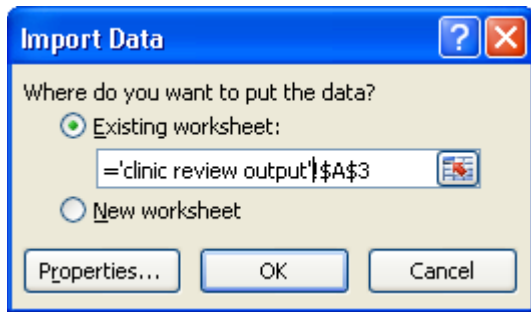 Import Data
?
Where do you want to put the data?
Existing worksheet:
='clinic review output'!$A$3
New worksheet
Properties... OK Cancel